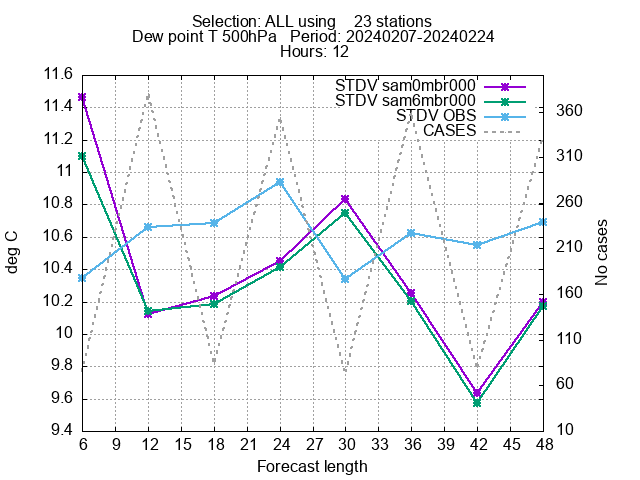 Selection: ALL using    23 stations
Dew point T 500hPa   Period: 20240207-20240224
Hours: 12
STDV sam0mbr000
STDV sam6mbr000
STDV OBS
CASES
11.6
11.4
11.2
11
10.8
10.6
10.4
10.2
10
9.8
9.6
9.4
deg C
360
310
260
210
160
110
60
10
No cases
6 9 12 15 18 21 24 27 30 33 36 39 42 45 48
Forecast length